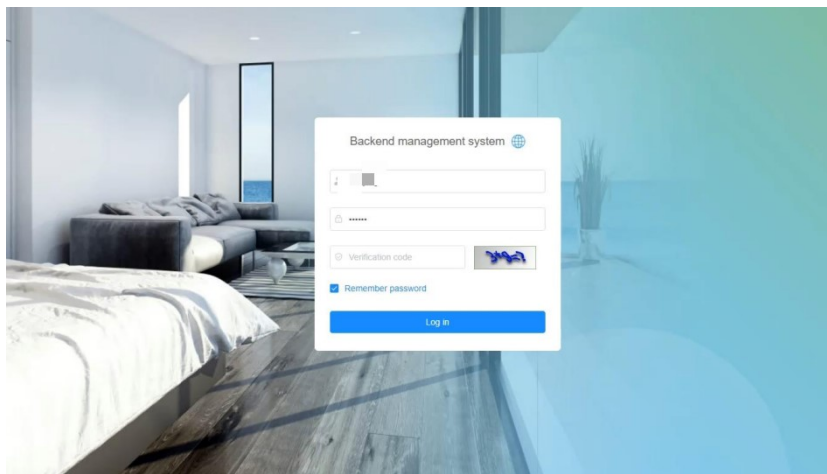 Backend management system
••••••
Verification code
Remember password
Log in